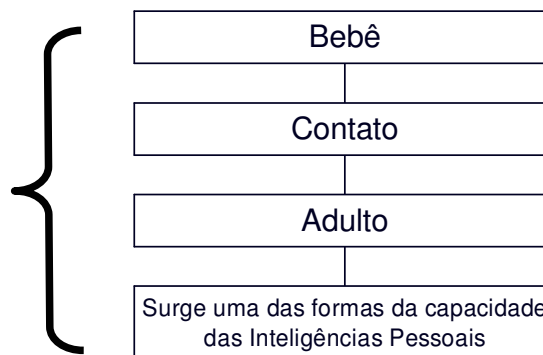 Bebê
Contato
Adulto
Surge uma das formas da capacidade
das Inteligências Pessoais